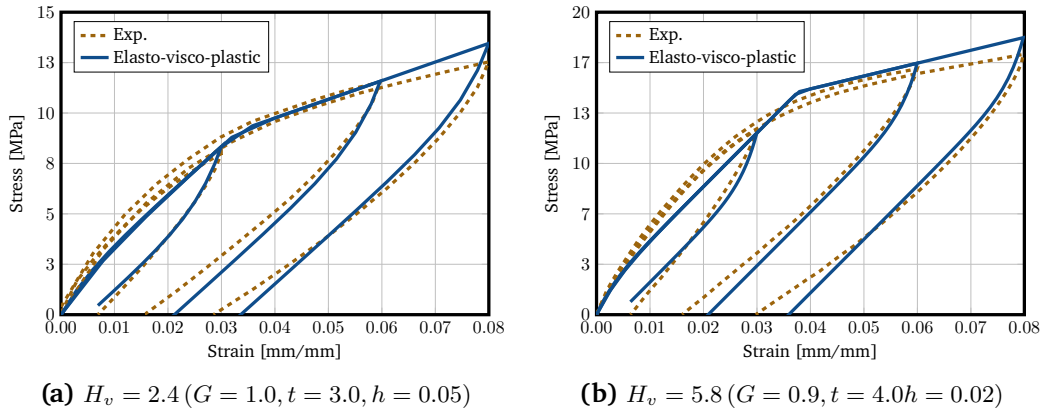 Exp.
Elasto-visco-plastic
Stress [MPa]
15
13
10
8
5
3
0
0.00 0.01 0.02 0.03 0.04 0.05 0.06 0.07 0.08
Strain [mm/mm]
(a) H_v = 2.4 (G = 1.0, t = 3.0, h = 0.05)
Exp.
Elasto-visco-plastic
Stress [MPa]
20
17
13
10
7
3
0
0.00 0.01 0.02 0.03 0.04 0.05 0.06 0.07 0.08
Strain [mm/mm]
(b) H_v = 5.8 (G = 0.9, t = 4.0h = 0.02)